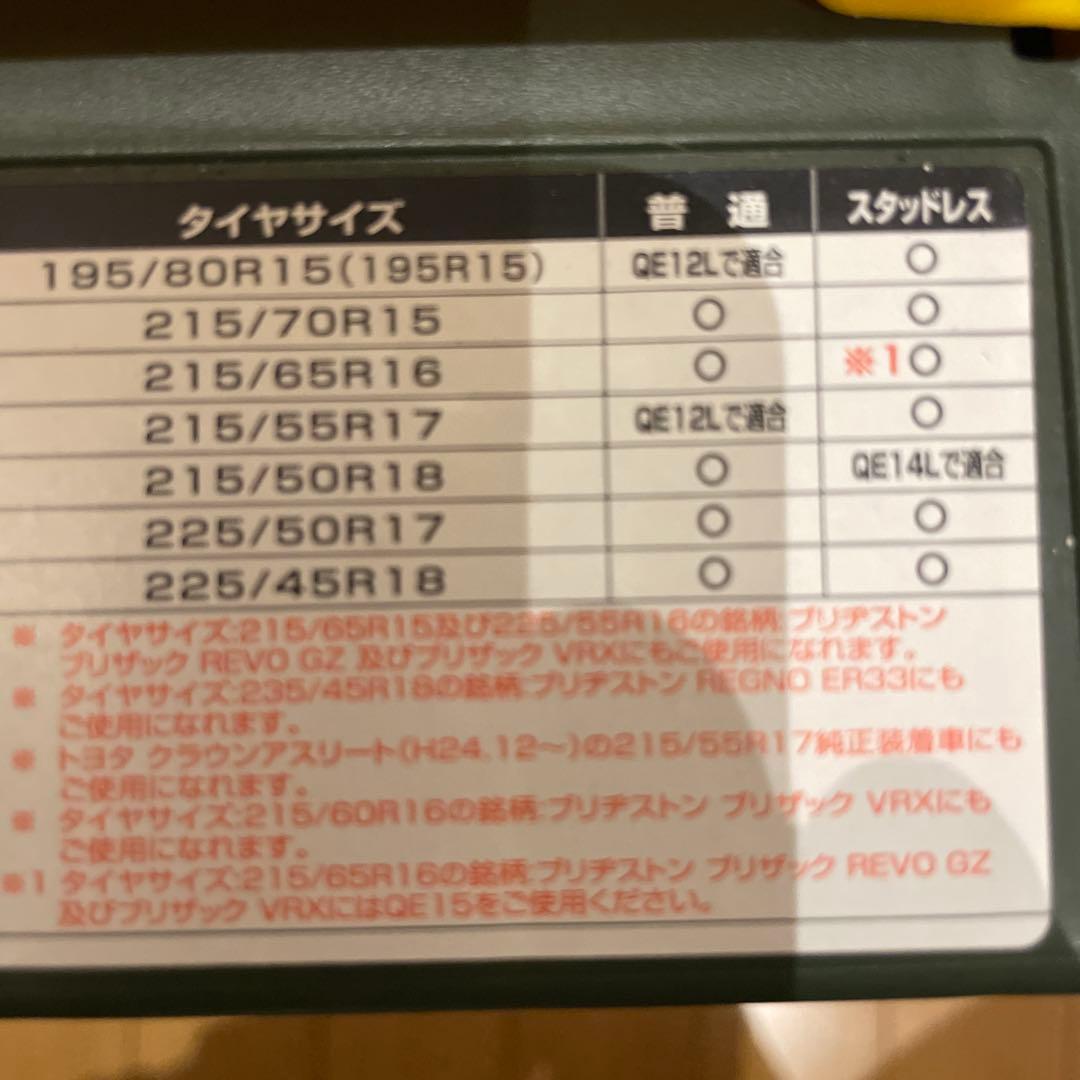 タイヤサイズ 普通 スタッドレス
195/80R15(195R15) QE12Lで適合 ○
215/70R15 ○ ○
215/65R16 ○ ※1○
215/55R17 QE12Lで適合 ○
215/50R18 ○ QE14Lで適合
225/50R17 ○ ○
225/45R18 ○ ○
※ タイヤサイズ:215/65R15及び225/55R16の銘柄:ブリヂストン
ブリザック REVO GZ 及びブリザック VRXにもご使用になれます。
※ タイヤサイズ:235/45R18の銘柄:ブリヂストン REGNO ER33にも
ご使用になれます。
※ トヨタ クラウンアスリート(H24.12〜)の215/55R17純正装着車にも
ご使用になれます。
※ タイヤサイズ:215/60R16の銘柄:ブリヂストン ブリザック VRXにも
ご使用になれます。
※1 タイヤサイズ:215/65R16の銘柄:ブリヂストン ブリザック REVO GZ
及びブリザック VRXにはQE15をご使用ください。